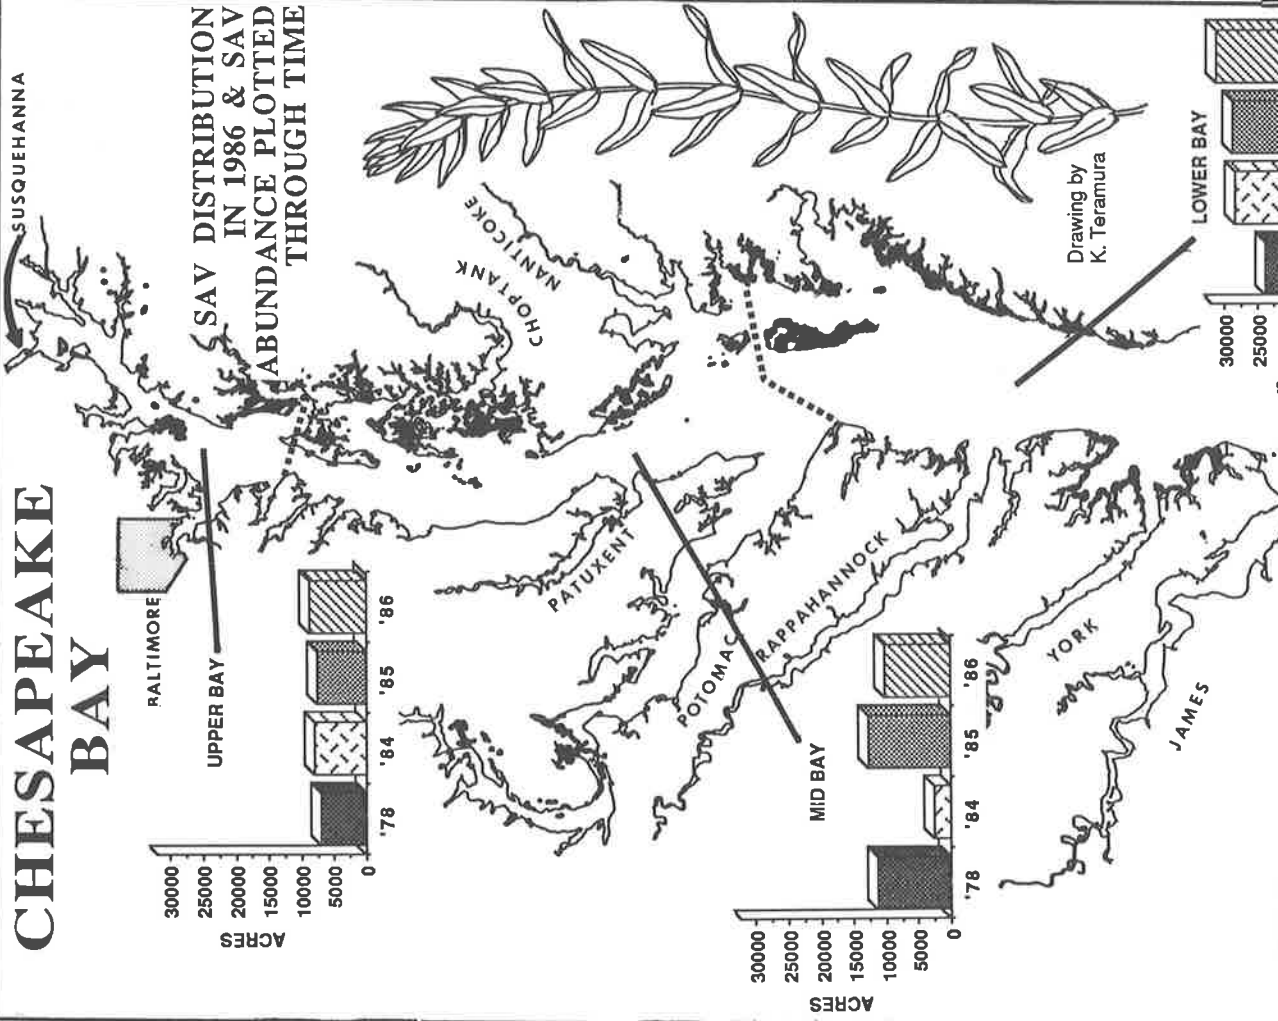 CHESAPEAKE
BAY
SUSQUEHANNA
SAV DISTRIBUTION
IN 1986 & SAV
ABUNDANCE PLOTTED
THROUGH TIME
BALTIMORE
UPPER BAY
ACRES
30000
25000
20000
15000
10000
5000
0
'78
'84
'85
'86
CHOPTANK
NANTICOKE
PATUXENT
POTOMAC
RAPPAHANNOCK
YORK
JAMES
MID BAY
ACRES
30000
25000
20000
15000
10000
5000
0
'78
'84
'85
'86
Drawing by
K. Teramura
LOWER BAY
30000
25000